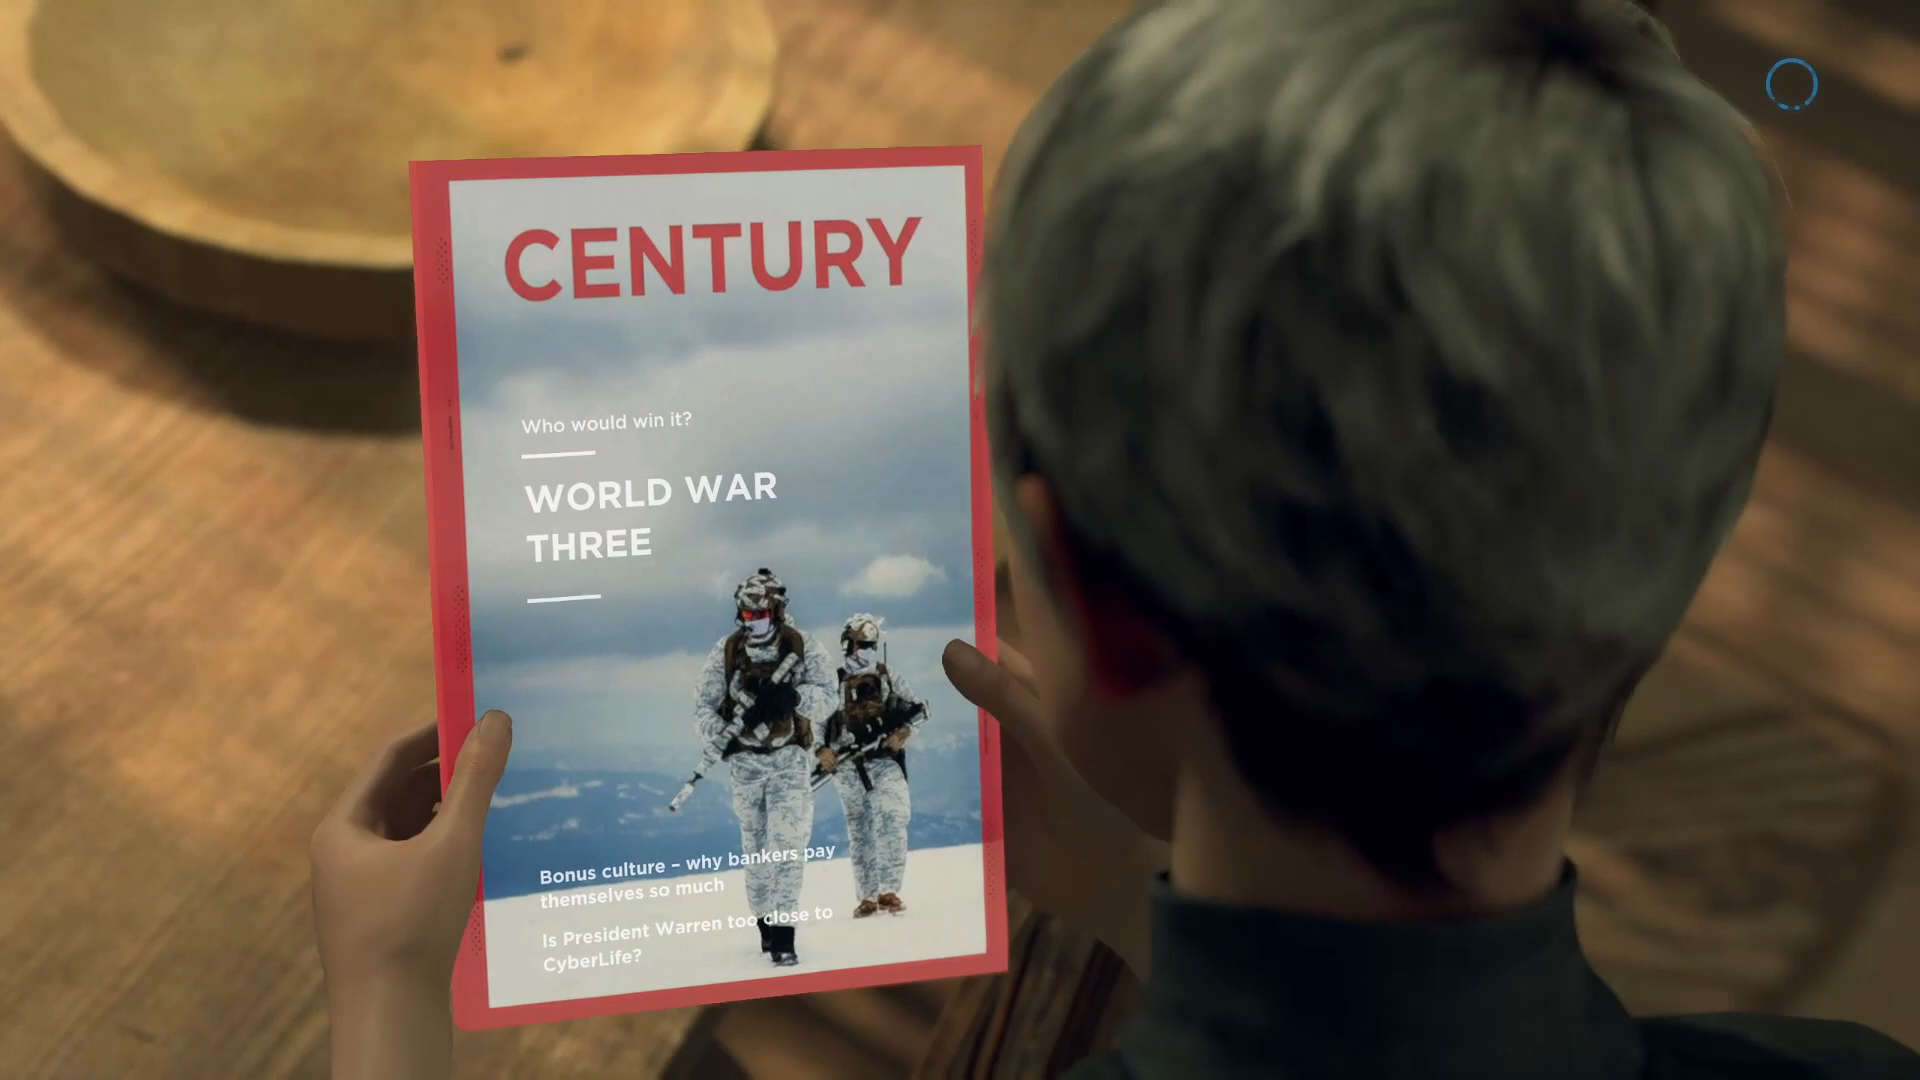 CENTURY
Who would win it?
WORLD WAR
THREE
Bonus culture – why bankers pay
themselves so much
Is President Warren too close to
CyberLife?